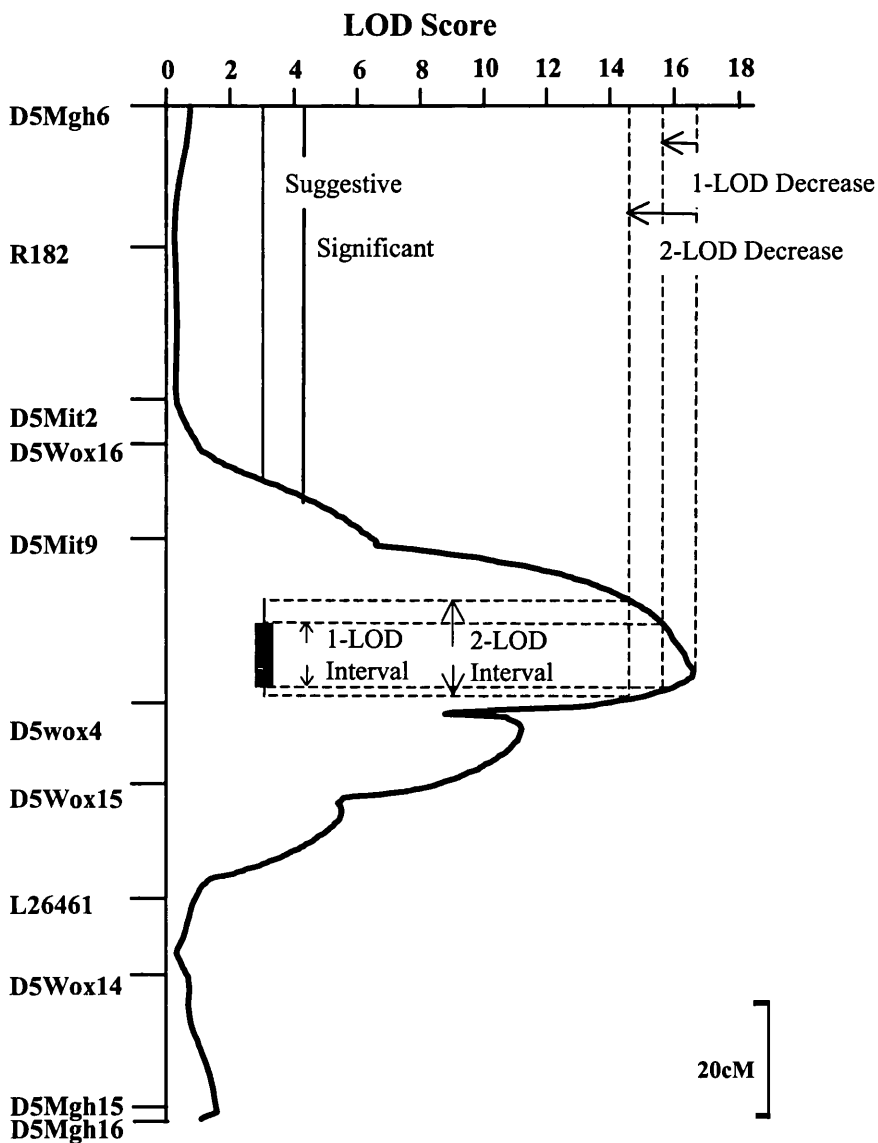 LOD Score
0 2 4 6 8 10 12 14 16 18
D5Mgh6
Suggestive
1-LOD Decrease
R182
Significant
2-LOD Decrease
D5Mit2
D5Wox16
D5Mit9
1-LOD
Interval
2-LOD
Interval
D5wox4
D5Wox15
L26461
D5Wox14
20cM
D5Mgh15
D5Mgh16